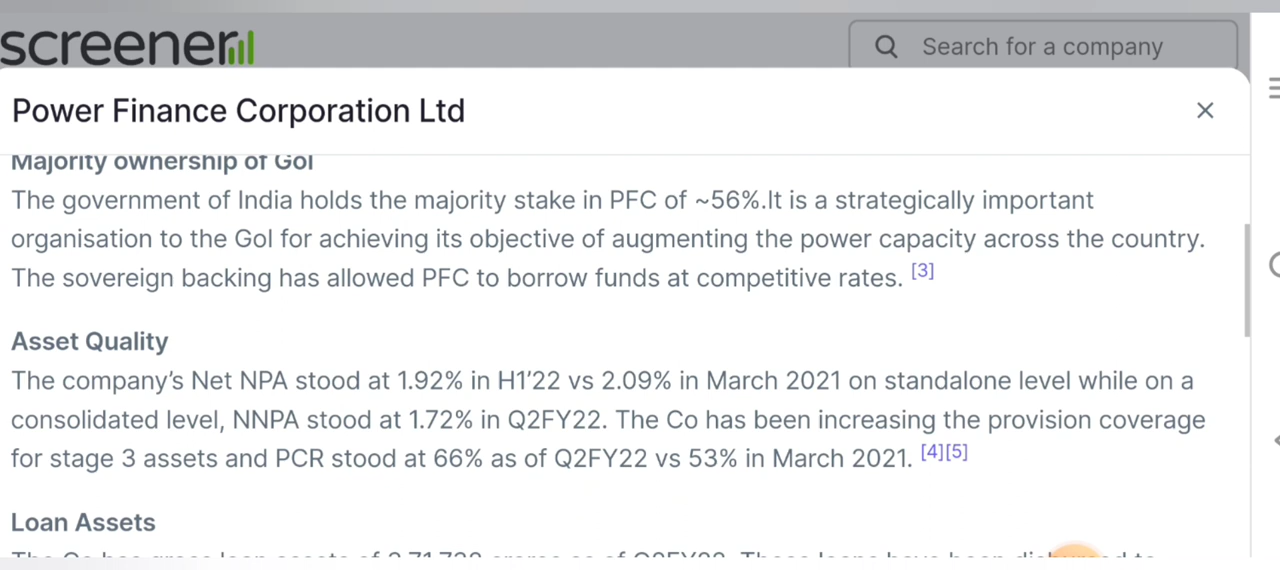 screener
Search for a company
Power Finance Corporation Ltd
Majority ownership of GoI
The government of India holds the majority stake in PFC of ~56%.It is a strategically important
organisation to the GoI for achieving its objective of augmenting the power capacity across the country.
The sovereign backing has allowed PFC to borrow funds at competitive rates. [3]
Asset Quality
The company’s Net NPA stood at 1.92% in H1’22 vs 2.09% in March 2021 on standalone level while on a
consolidated level, NNPA stood at 1.72% in Q2FY22. The Co has been increasing the provision coverage
for stage 3 assets and PCR stood at 66% as of Q2FY22 vs 53% in March 2021. [4][5]
Loan Assets